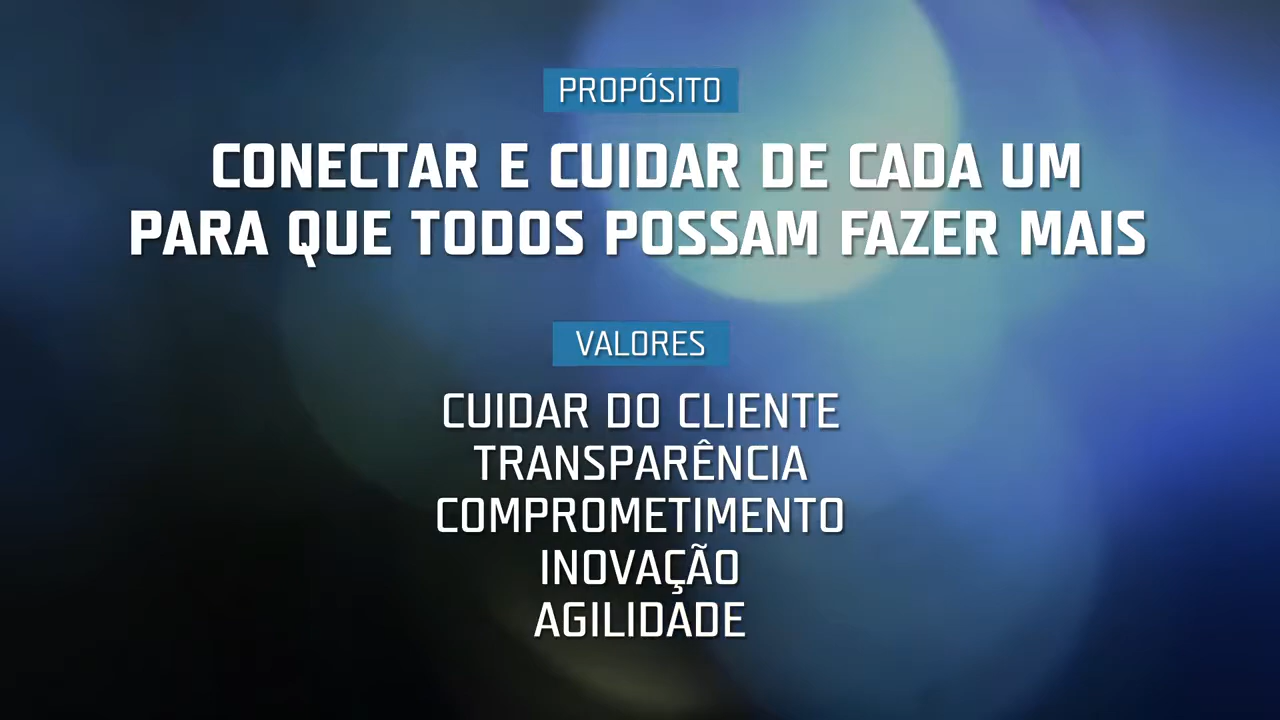 PROPÓSITO
CONECTAR E CUIDAR DE CADA UM
PARA QUE TODOS POSSAM FAZER MAIS
VALORES
CUIDAR DO CLIENTE
TRANSPARÊNCIA
COMPROMETIMENTO
INOVAÇÃO
AGILIDADE